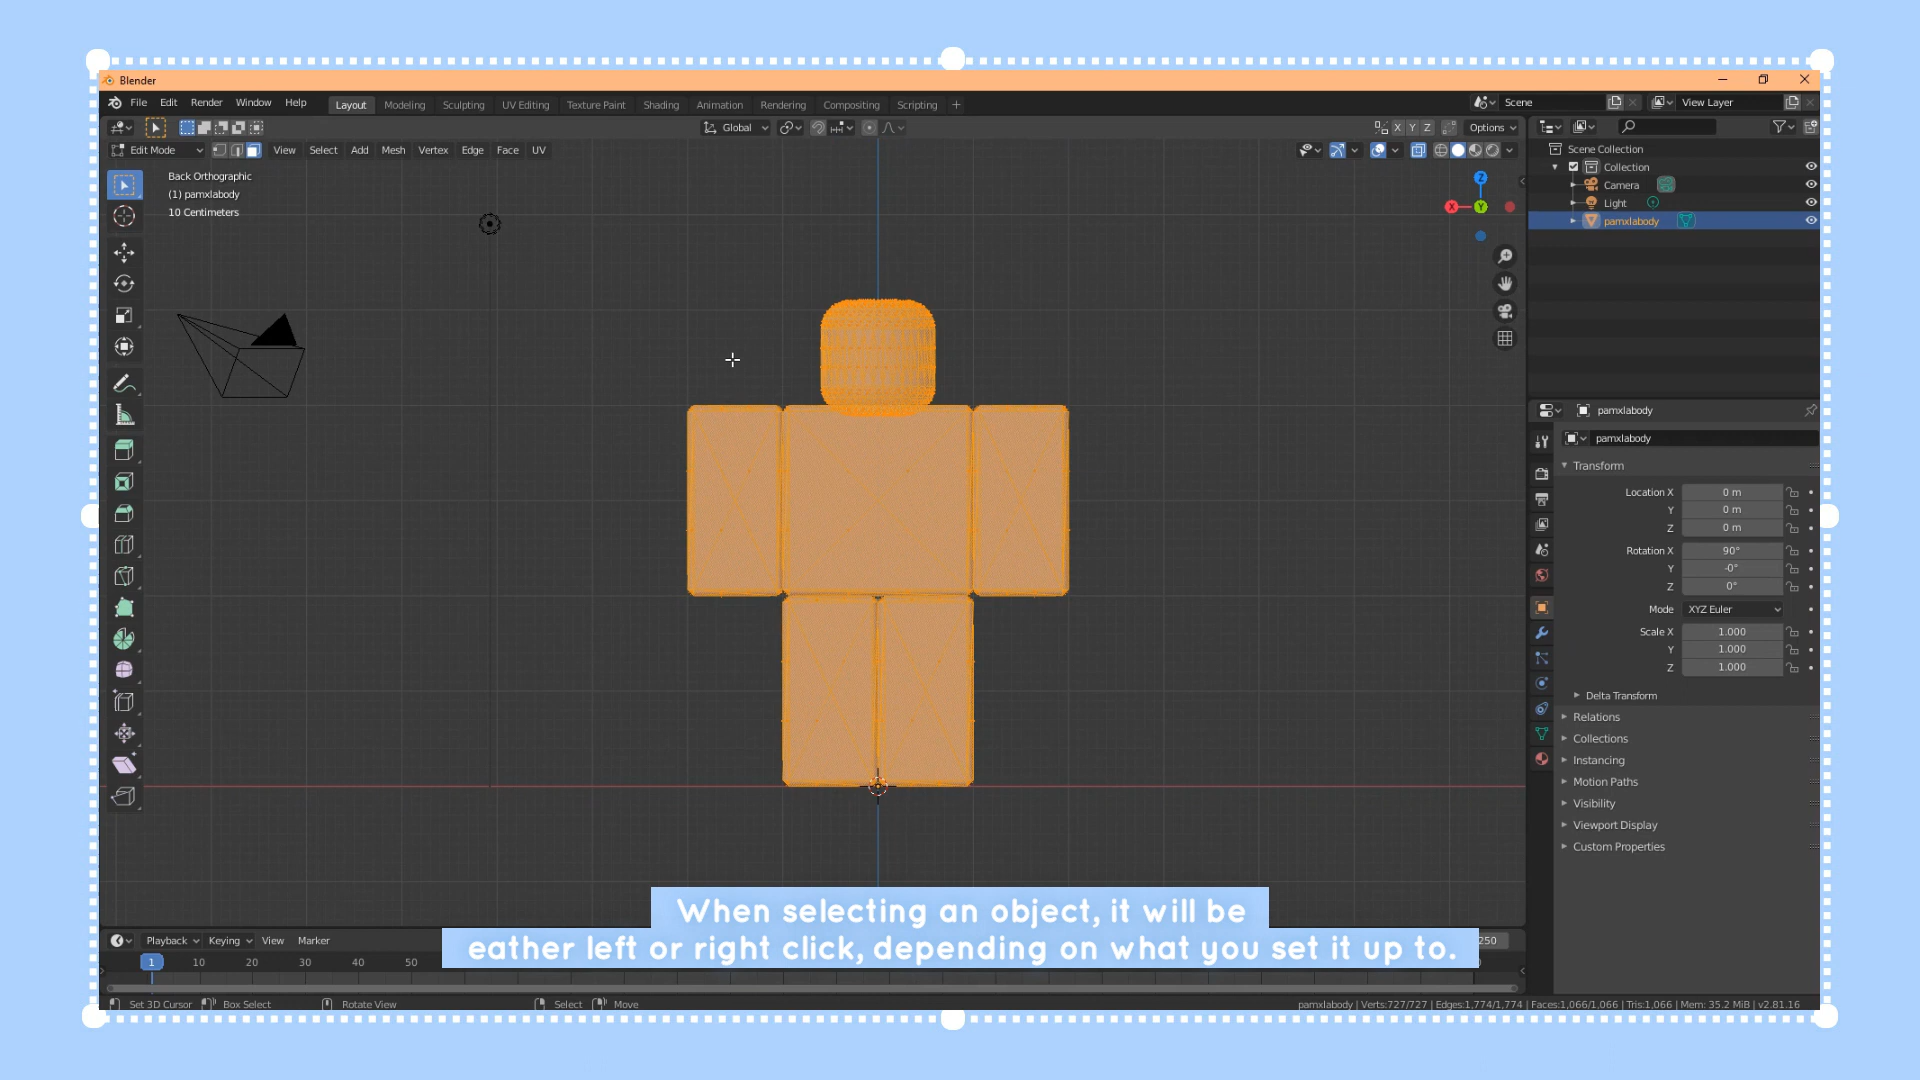 Blender
File Edit Render Window Help
Layout Modeling Sculpting UV Editing Texture Paint Shading Animation Rendering Compositing Scripting +
Scene
View Layer
Global
X Y Z
Options
Edit Mode
View Select Add Mesh Vertex Edge Face UV
Back Orthographic
(1) pamxlabody
10 Centimeters
Z
X
Y
Scene Collection
Collection
Camera
Light
pamxlabody
pamxlabody
pamxlabody
Transform
Location X 0 m
Y 0 m
Z 0 m
Rotation X 90°
Y -0°
Z 0°
Mode XYZ Euler
Scale X 1.000
Y 1.000
Z 1.000
Delta Transform
Relations
Collections
Instancing
Motion Paths
Visibility
Viewport Display
Custom Properties
When selecting an object, it will be
eather left or right click, depending on what you set it up to.
Playback Keying View Marker
250
1 10 20 30 40 50
Set 3D Cursor Box Select Rotate View Select Move
pamxlabody | Verts:727/727 | Edges:1,774/1,774 | Faces:1,066/1,066 | Tris:1,066 | Mem: 35.2 MiB | v2.81.16